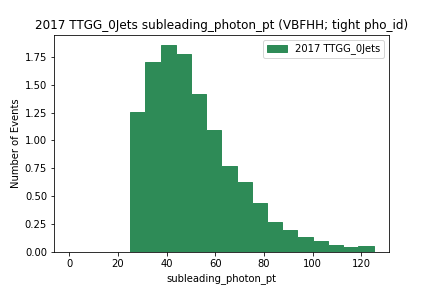 2017 TTGG_0Jets subleading_photon_pt (VBFHH; tight pho_id)
2017 TTGG_0Jets
Number of Events
1.75
1.50
1.25
1.00
0.75
0.50
0.25
0.00
0 20 40 60 80 100 120
subleading_photon_pt